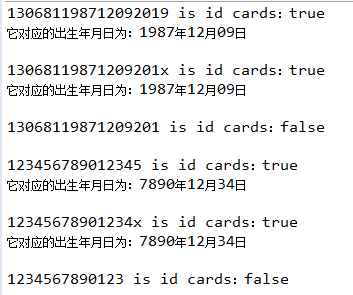 130681198712092019 is id cards：true
它对应的出生年月日为：1987年12月09日
13068119871209201x is id cards：true
它对应的出生年月日为：1987年12月09日
13068119871209201 is id cards：false
123456789012345 is id cards：true
它对应的出生年月日为：7890年12月34日
12345678901234x is id cards：true
它对应的出生年月日为：7890年12月34日
1234567890123 is id cards：false